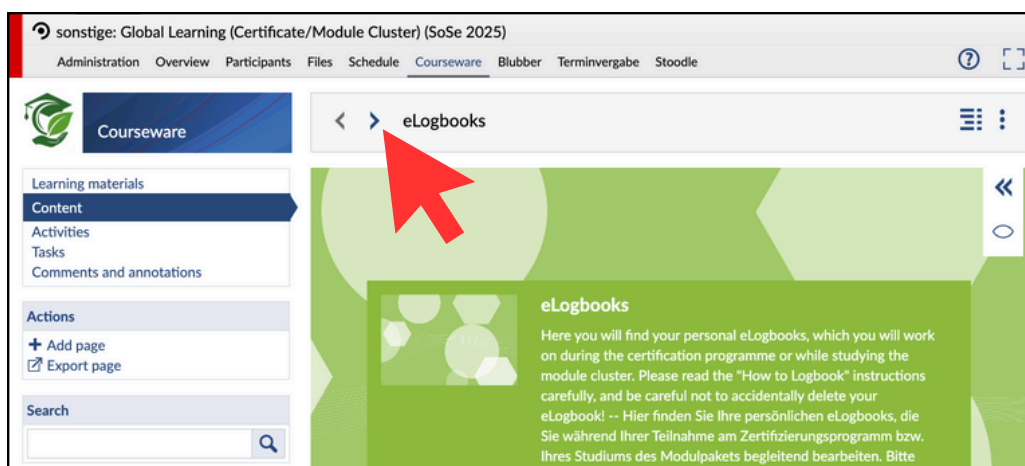 sonstige: Global Learning (Certificate/Module Cluster) (SoSe 2025)
Administration Overview Participants Files Schedule Courseware Blubber Terminvergabe Stoodle
Courseware
eLogbooks
Learning materials
Content
Activities
Tasks
Comments and annotations
Actions
Add page
Export page
Search
eLogbooks
Here you will find your personal eLogbooks, which you will work
on during the certification programme or while studying the
module cluster. Please read the "How to Logbook" instructions
carefully, and be careful not to accidentally delete your
eLogbook! -- Hier finden Sie Ihre persönlichen eLogbooks, die
Sie während Ihrer Teilnahme am Zertifizierungsprogramm bzw.
Ihres Studiums des Modulpakets begleitend bearbeiten. Bitte